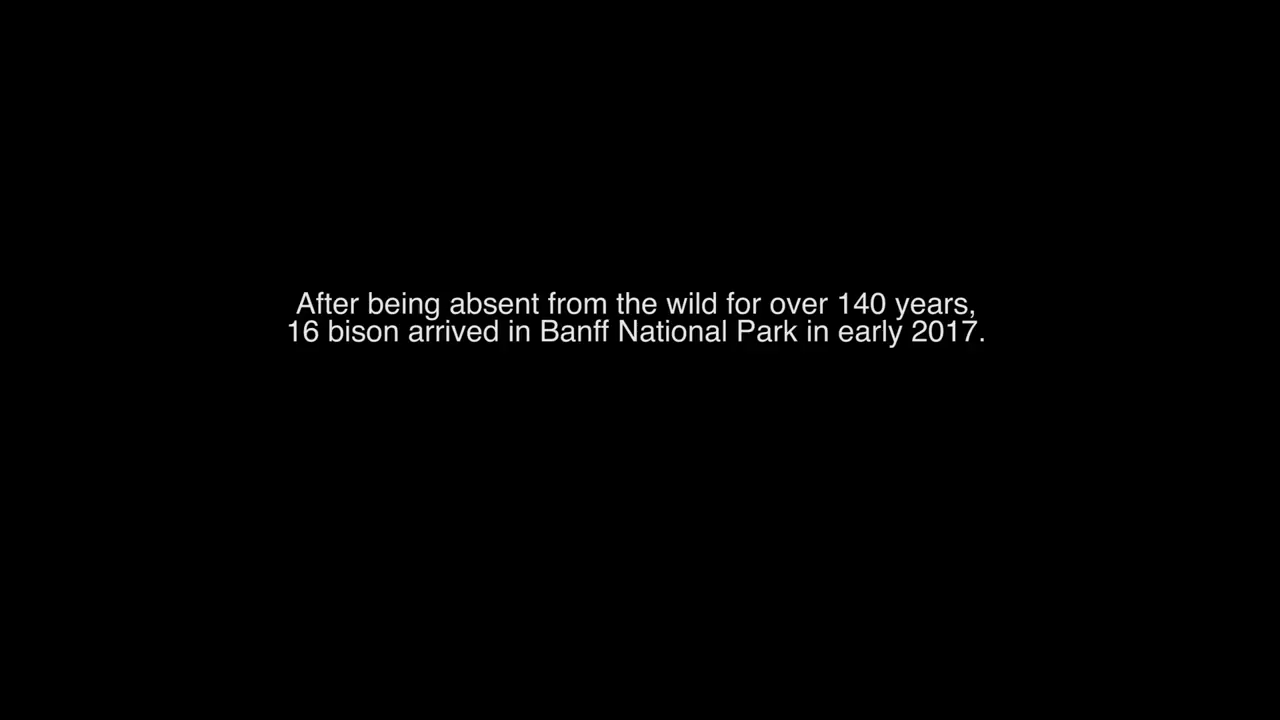 After being absent from the wild for over 140 years,
16 bison arrived in Banff National Park in early 2017.